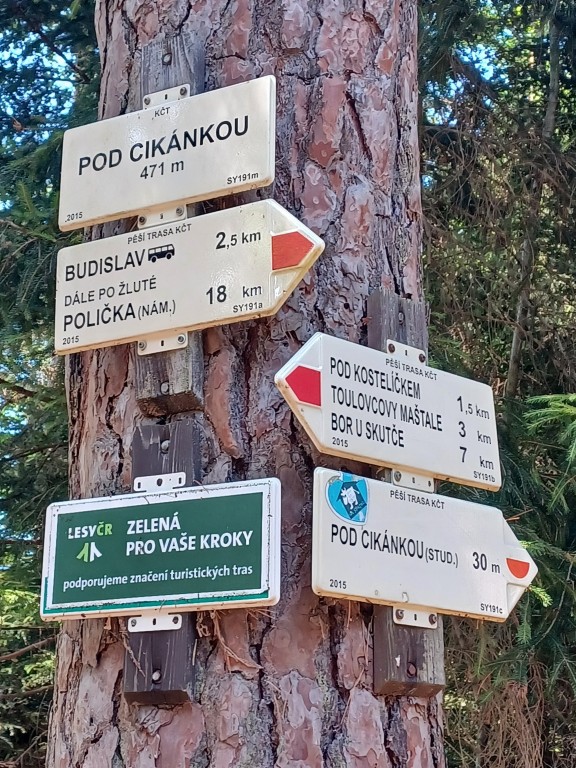 KČT
POD CIKÁNKOU
471 m
2015 SY191m
PĚŠÍ TRASA KČT
BUDISLAV 2,5 km
DÁLE PO ŽLUTÉ
POLIČKA (NÁM.) 18 km
2015 SY191a
PĚŠÍ TRASA KČT
POD KOSTELÍČKEM 1,5 km
TOULOVCOVY MAŠTALE 3 km
BOR U SKUTČE 7 km
2015 SY191b
LESY ČR
ZELENÁ
PRO VAŠE KROKY
podporujeme značení turistických tras
PĚŠÍ TRASA KČT
POD CIKÁNKOU (STUD.) 30 m
2015 SY191c